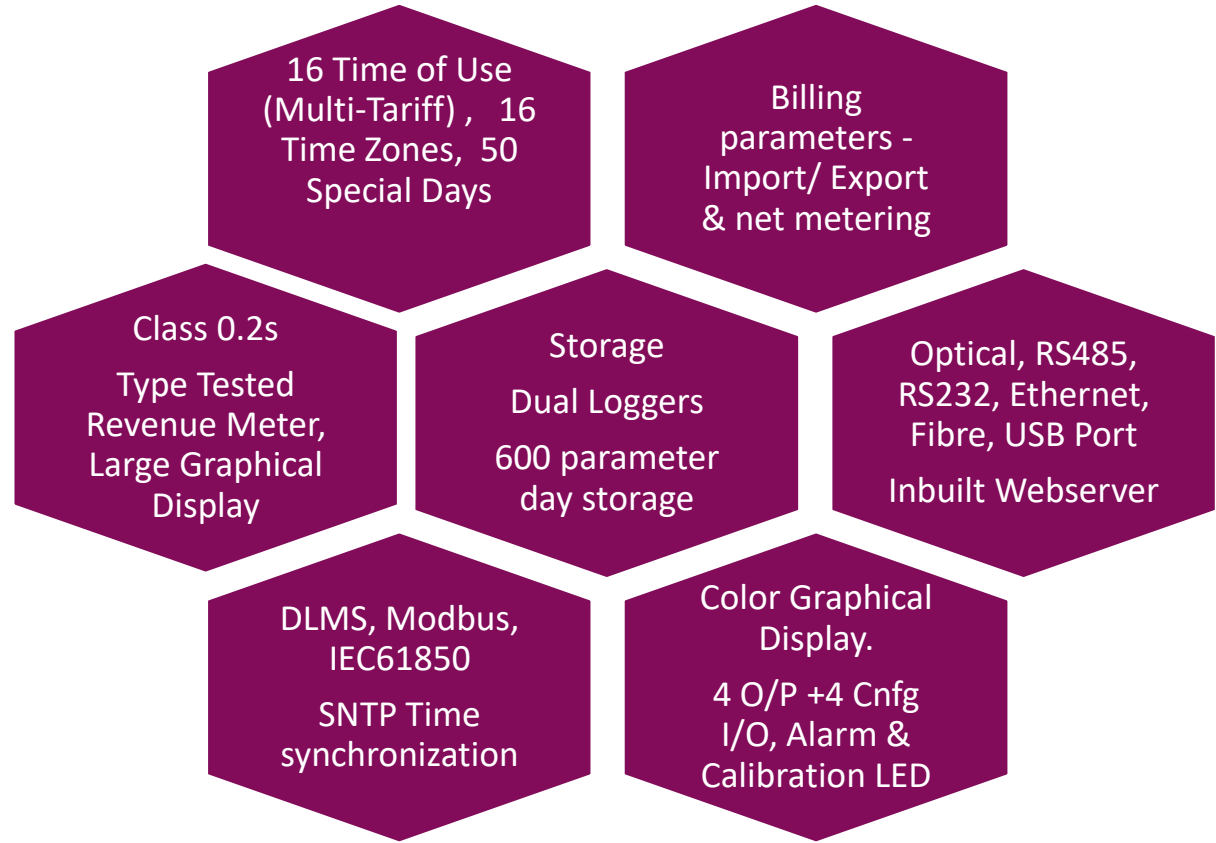 16 Time of Use
(Multi-Tariff) , 16
Time Zones, 50
Special Days
Billing
parameters -
Import/ Export
& net metering
Class 0.2s
Type Tested
Revenue Meter,
Large Graphical
Display
Storage
Dual Loggers
600 parameter
day storage
Optical, RS485,
RS232, Ethernet,
Fibre, USB Port
Inbuilt Webserver
DLMS, Modbus,
IEC61850
SNTP Time
synchronization
Color Graphical
Display.
4 O/P +4 Cnfg
I/O, Alarm &
Calibration LED